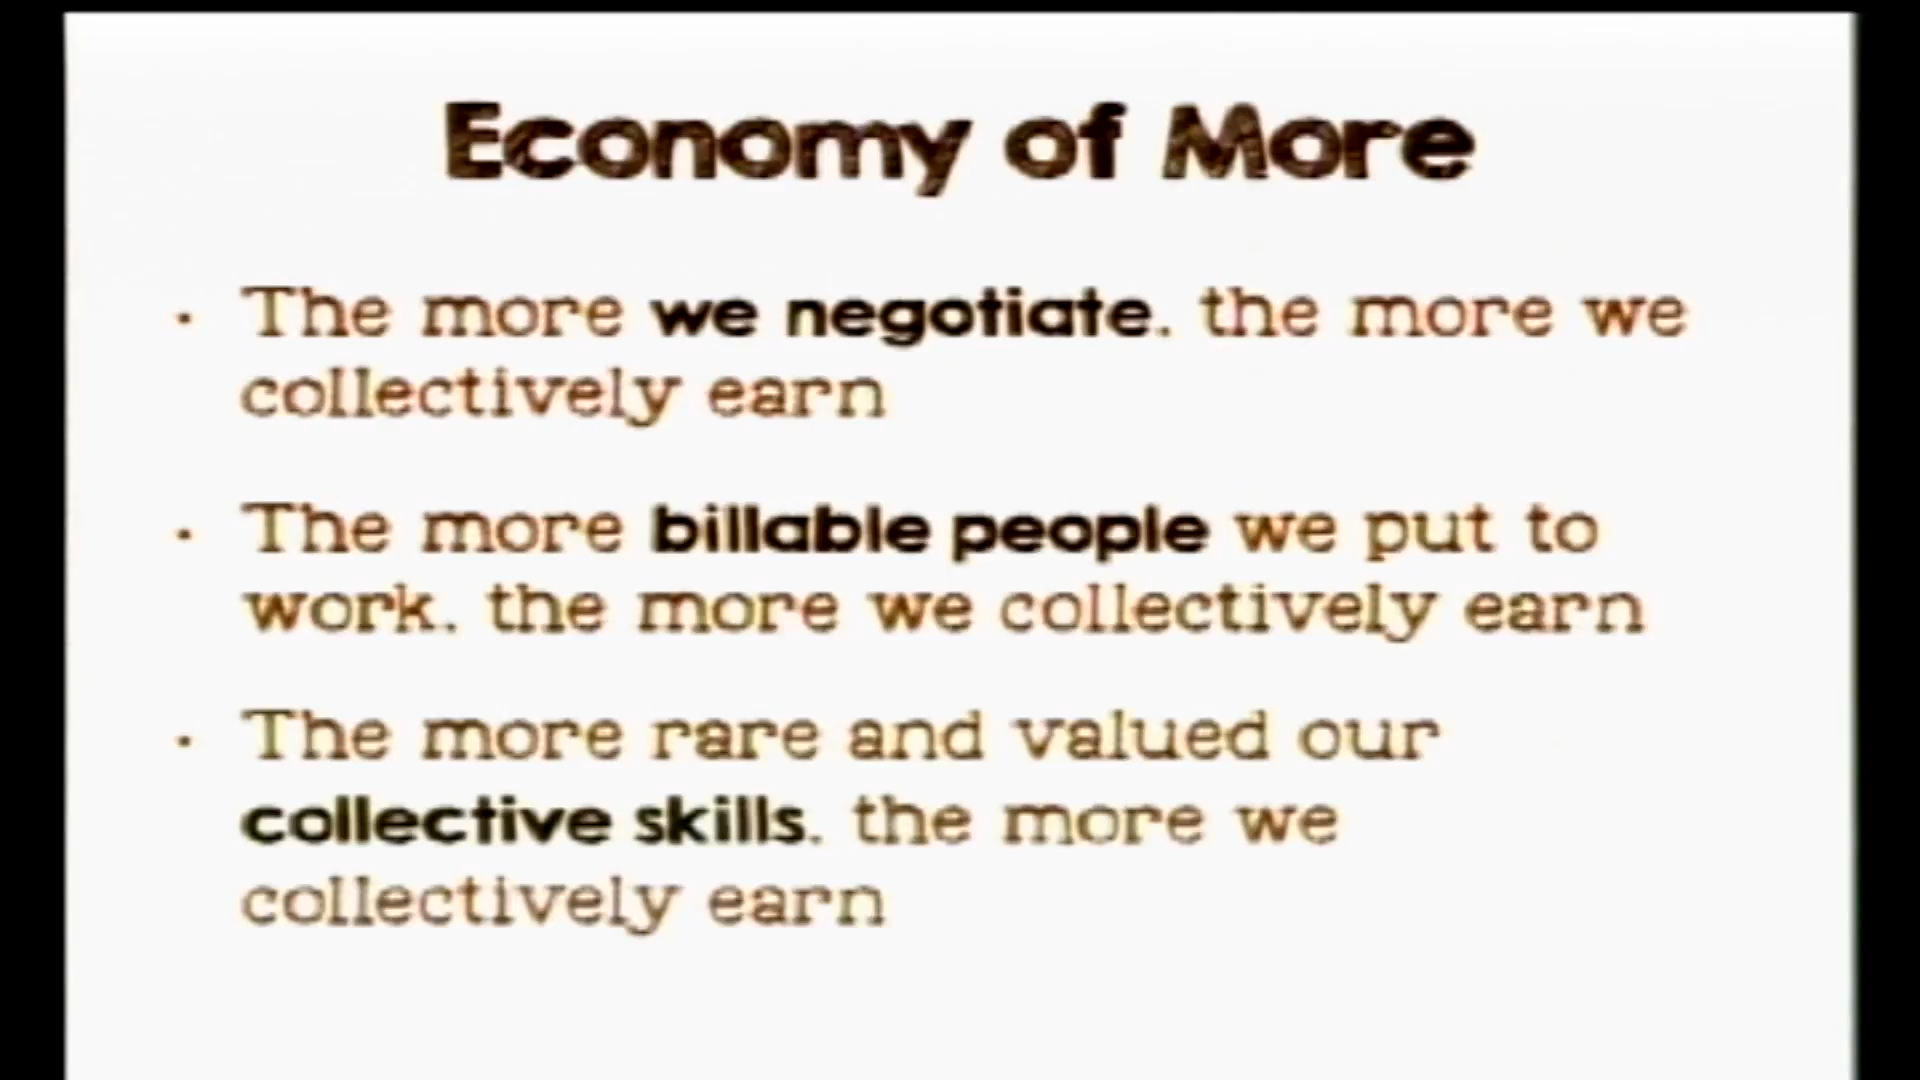 Economy of More
· The more we negotiate, the more we
collectively earn
· The more billable people we put to
work, the more we collectively earn
· The more rare and valued our
collective skills, the more we
collectively earn